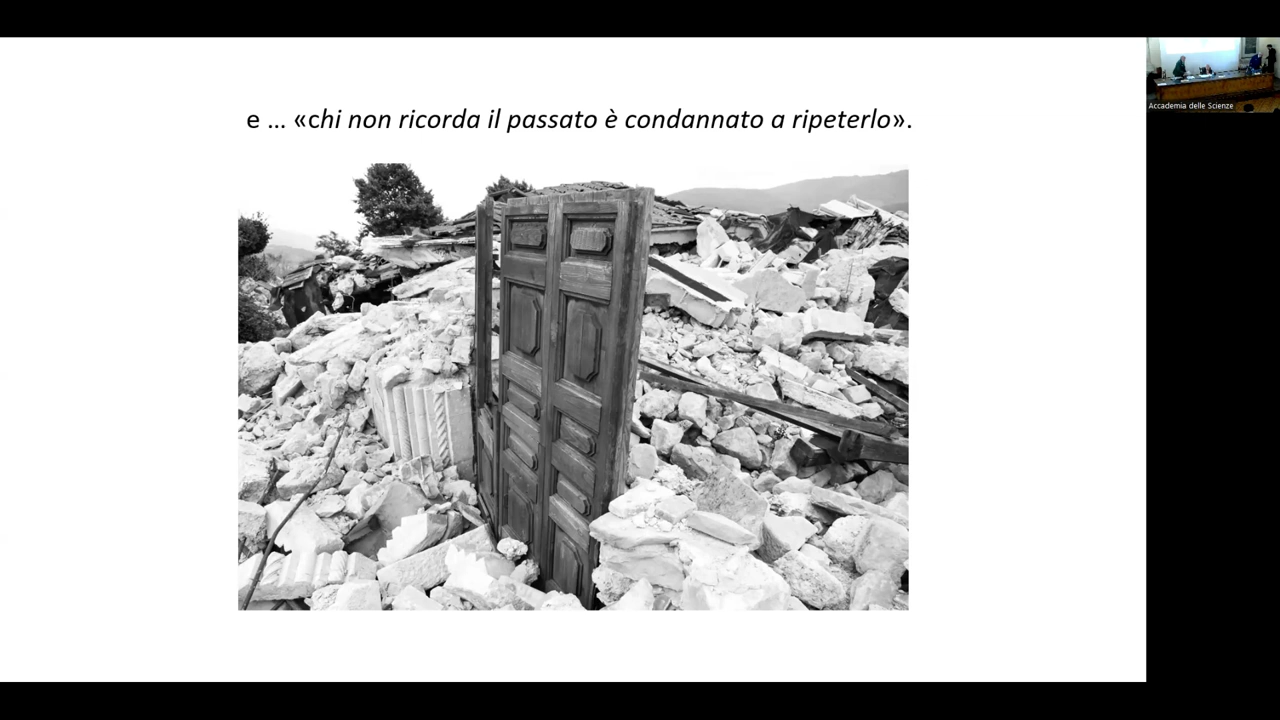 e … «chi non ricorda il passato è condannato a ripeterlo».
Accademia delle Scienze